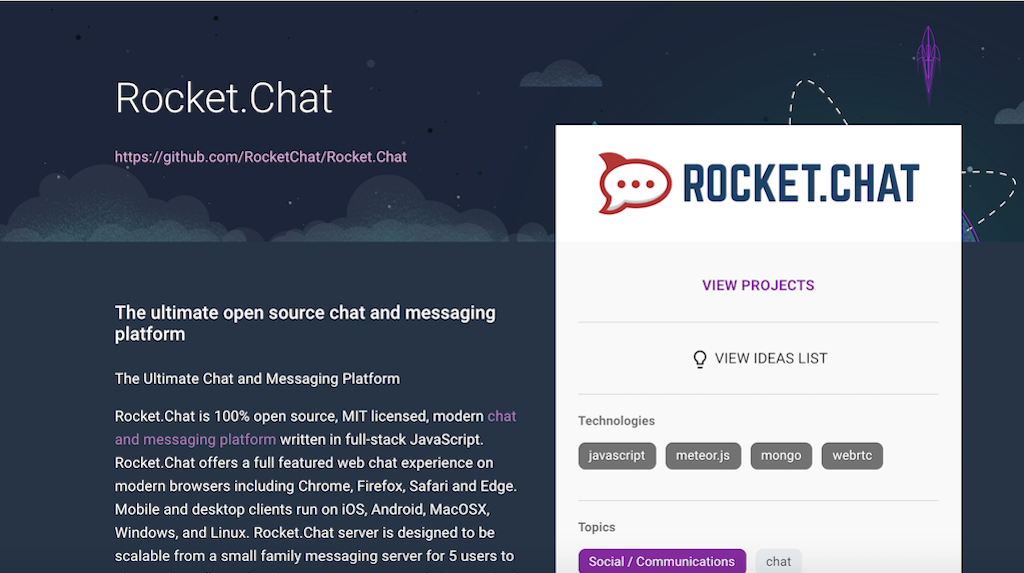 Rocket.Chat
https://github.com/RocketChat/Rocket.Chat
The ultimate open source chat and messaging
platform
The Ultimate Chat and Messaging Platform
Rocket.Chat is 100% open source, MIT licensed, modern chat
and messaging platform written in full-stack JavaScript.
Rocket.Chat offers a full featured web chat experience on
modern browsers including Chrome, Firefox, Safari and Edge.
Mobile and desktop clients run on iOS, Android, MacOSX,
Windows, and Linux. Rocket.Chat server is designed to be
scalable from a small family messaging server for 5 users to
ROCKET.CHAT
VIEW PROJECTS
VIEW IDEAS LIST
Technologies
javascript meteor.js mongo webrtc
Topics
Social / Communications chat